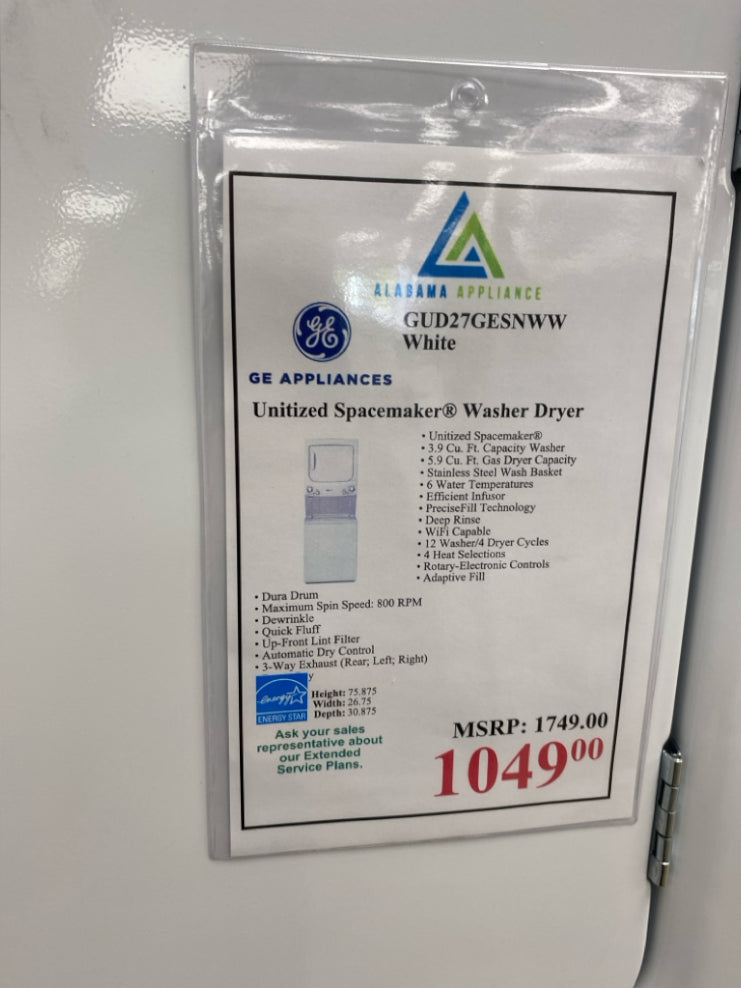 ALABAMA APPLIANCE
GE
GE APPLIANCES
GUD27GESNWW
White
Unitized Spacemaker® Washer Dryer
• Unitized Spacemaker®
• 3.9 Cu. Ft. Capacity Washer
• 5.9 Cu. Ft. Gas Dryer Capacity
• Stainless Steel Wash Basket
• 6 Water Temperatures
• Efficient Infusor
• PreciseFill Technology
• Deep Rinse
• WiFi Capable
• 12 Washer/4 Dryer Cycles
• 4 Heat Selections
• Rotary-Electronic Controls
• Adaptive Fill
• Dura Drum
• Maximum Spin Speed: 800 RPM
• Dewrinkle
• Quick Fluff
• Up-Front Lint Filter
• Automatic Dry Control
• 3-Way Exhaust (Rear; Left; Right)
energy
ENERGY STAR
Height: 75.875
Width: 26.75
Depth: 30.875
Ask your sales
representative about
our Extended
Service Plans.
MSRP: 1749.00
1049⁰⁰